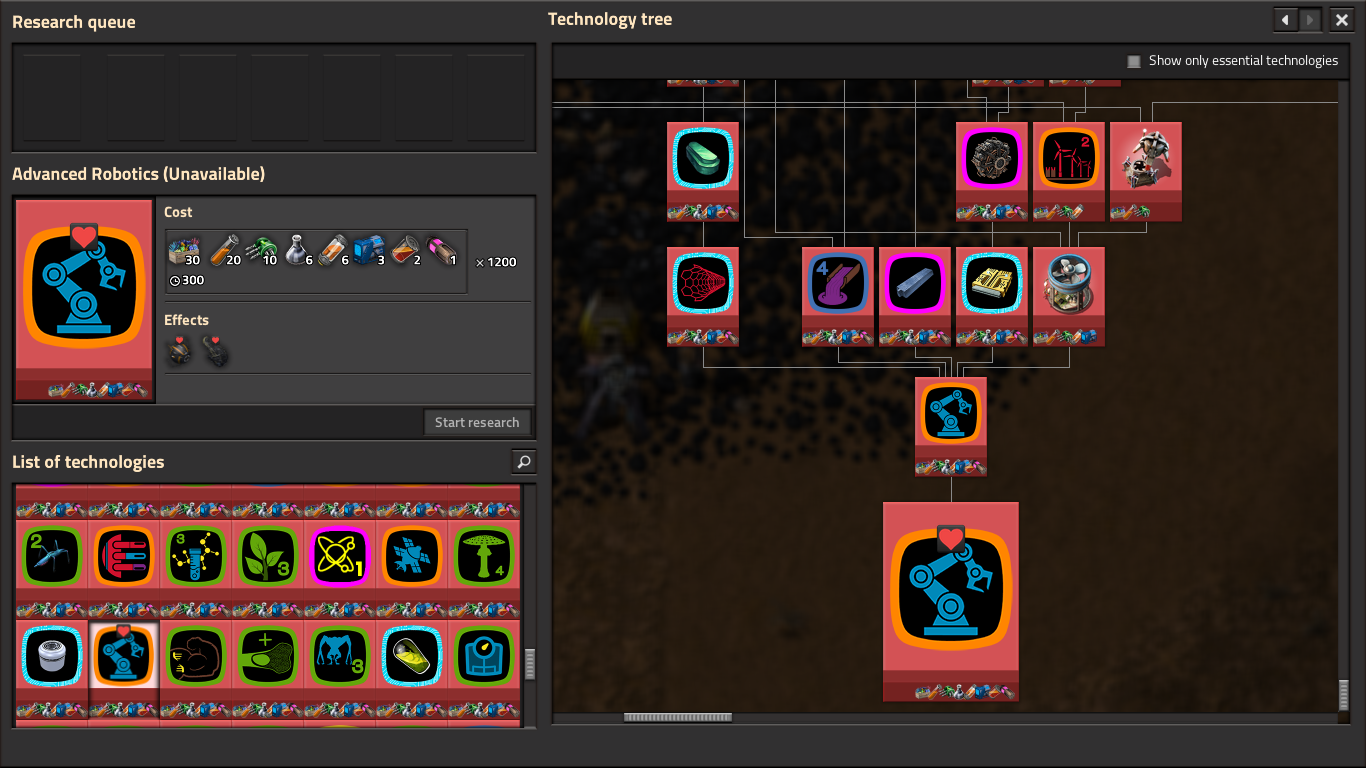 Research queue
Technology tree
Show only essential technologies
Advanced Robotics (Unavailable)
Cost
30 20 10 6 6 3 2 1
× 1200
300
Effects
Start research
List of technologies
2 3 3 1 4
3
2
4